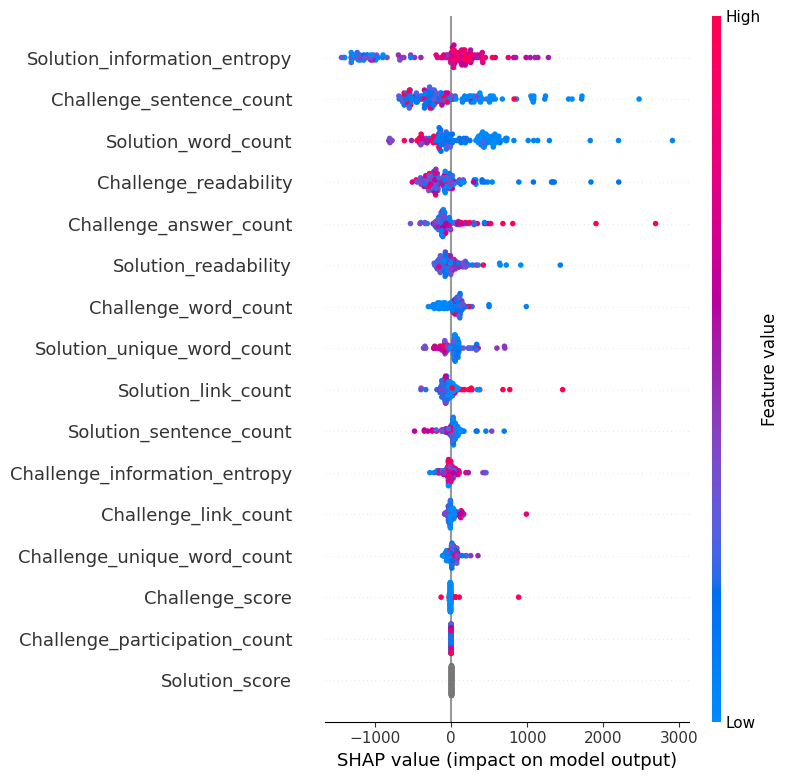 High
Solution_information_entropy
Challenge_sentence_count
Solution_word_count
Challenge_readability
Challenge_answer_count
Solution_readability
Challenge_word_count
Solution_unique_word_count
Solution_link_count
Solution_sentence_count
Challenge_information_entropy
Challenge_link_count
Challenge_unique_word_count
Challenge_score
Challenge_participation_count
Solution_score
Feature value
Low
−1000 0 1000 2000 3000
SHAP value (impact on model output)